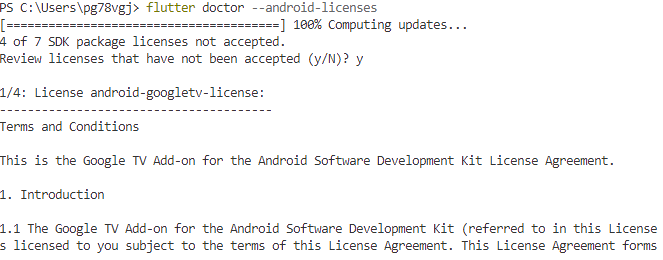 PS C:\Users\pg78vgj> flutter doctor --android-licenses
[=======================================] 100% Computing updates...
4 of 7 SDK package licenses not accepted.
Review licenses that have not been accepted (y/N)? y
1/4: License android-googletv-license:
---------------------------------------
Terms and Conditions
This is the Google TV Add-on for the Android Software Development Kit License Agreement.
1. Introduction
1.1 The Google TV Add-on for the Android Software Development Kit (referred to in this License
s licensed to you subject to the terms of this License Agreement. This License Agreement forms